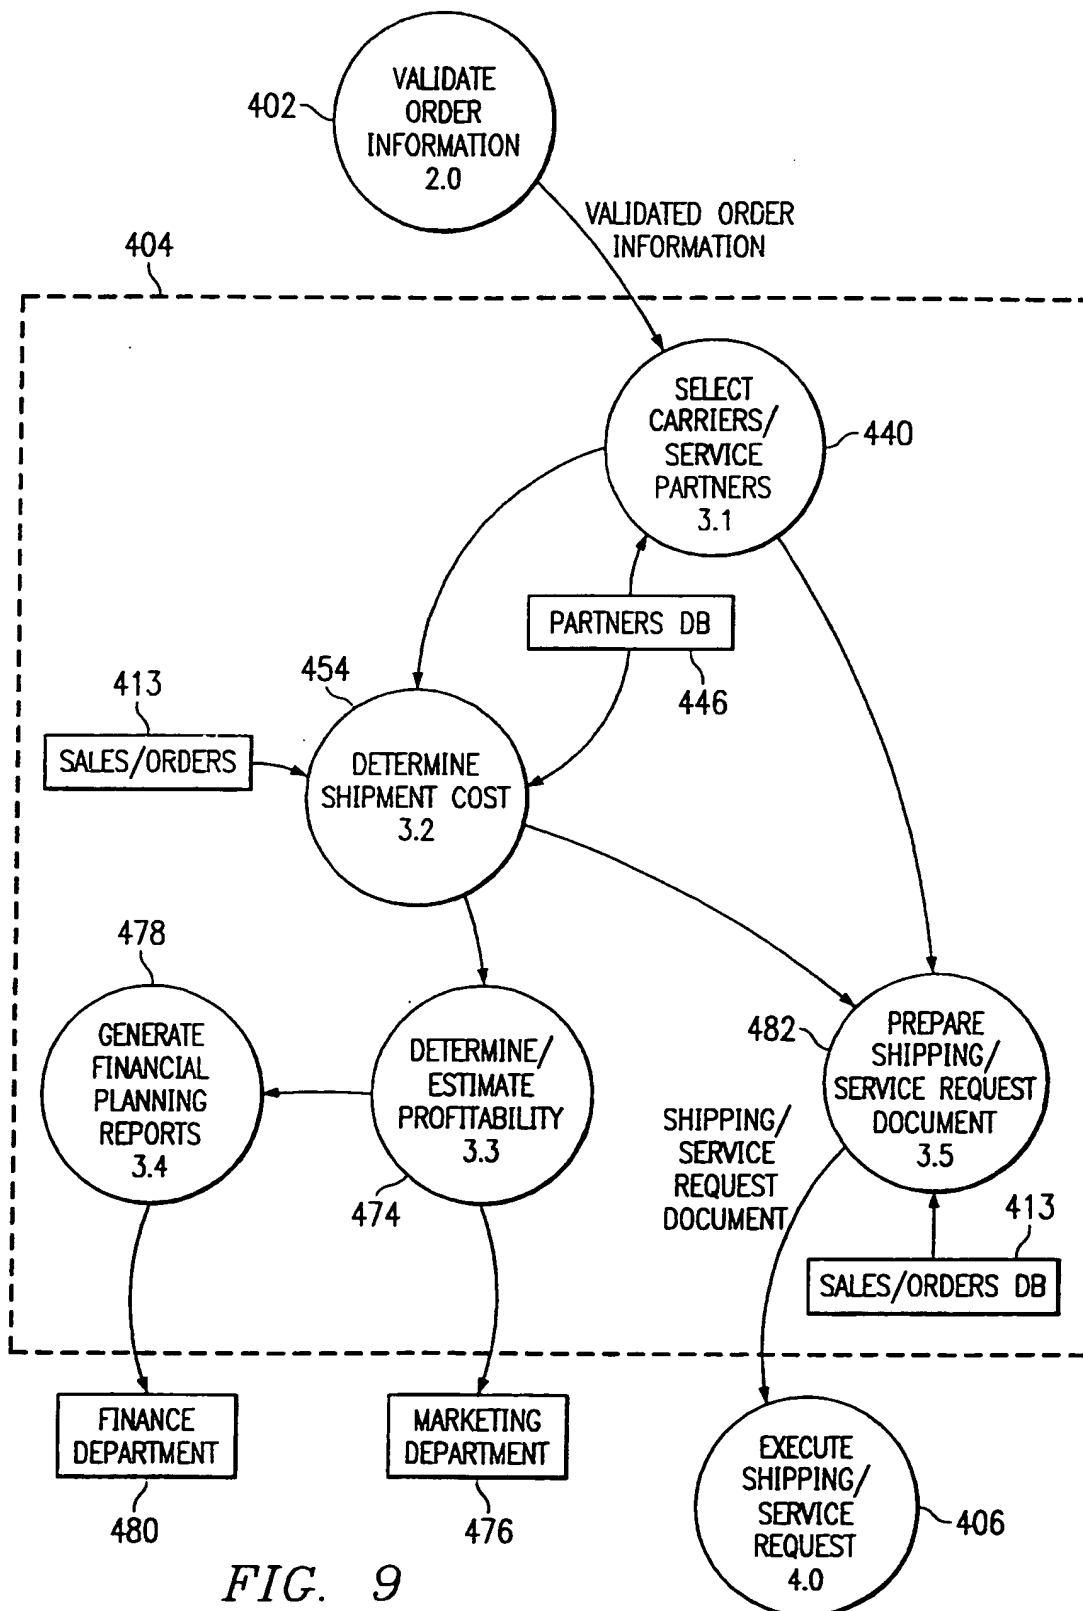 402
VALIDATE
ORDER
INFORMATION
2.0
VALIDATED ORDER
INFORMATION
404
SELECT
CARRIERS/
SERVICE
PARTNERS
3.1
440
PARTNERS DB
446
413
SALES/ORDERS
454
DETERMINE
SHIPMENT COST
3.2
478
GENERATE
FINANCIAL
PLANNING
REPORTS
3.4
DETERMINE/
ESTIMATE
PROFITABILITY
3.3
474
482
PREPARE
SHIPPING/
SERVICE REQUEST
DOCUMENT
3.5
SHIPPING/
SERVICE
REQUEST
DOCUMENT
413
SALES/ORDERS DB
FINANCE
DEPARTMENT
480
MARKETING
DEPARTMENT
476
EXECUTE
SHIPPING/
SERVICE
REQUEST
4.0
406
FIG. 9